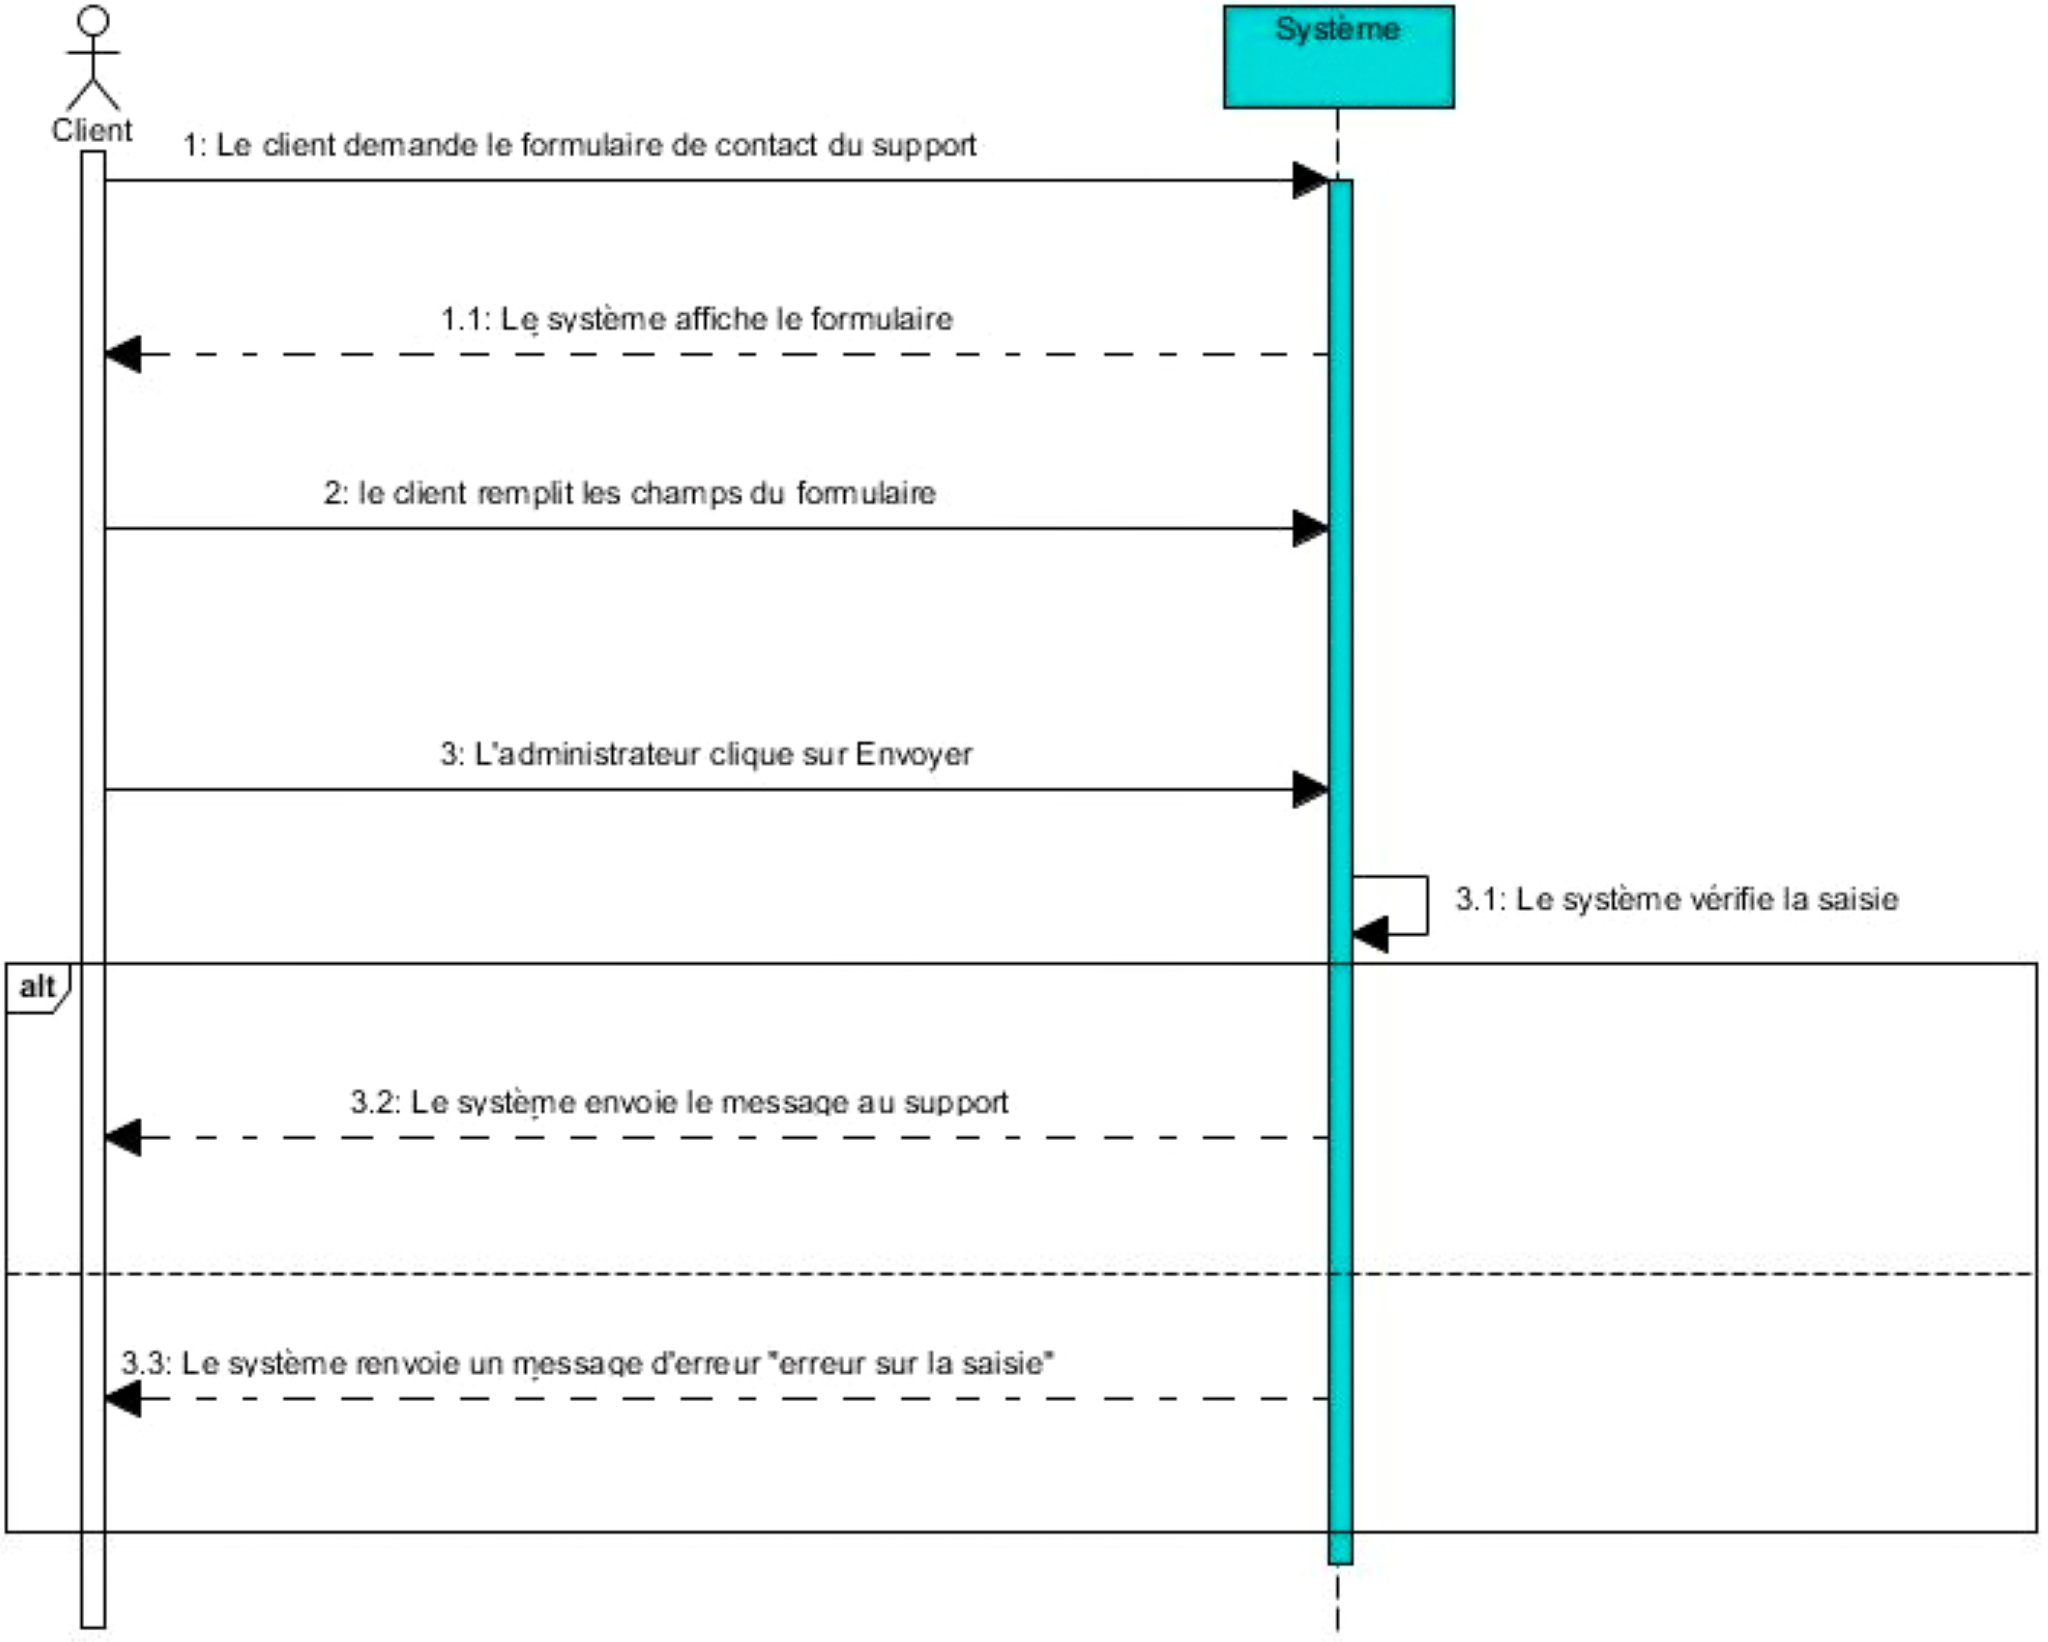 Système
Client
1: Le client demande le formulaire de contact du support
1.1: Le système affiche le formulaire
2: le client remplit les champs du formulaire
3: L'administrateur clique sur Envoyer
3.1: Le système vérifie la saisie
alt
3.2: Le système envoie le message au support
3.3: Le système renvoie un message d'erreur "erreur sur la saisie"